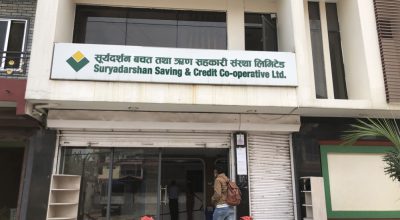 सूर्यदर्शन बचत तथा ऋण सहकारी संस्था लिमिटेड
Suryadarshan Saving & Credit Co-operative Ltd.